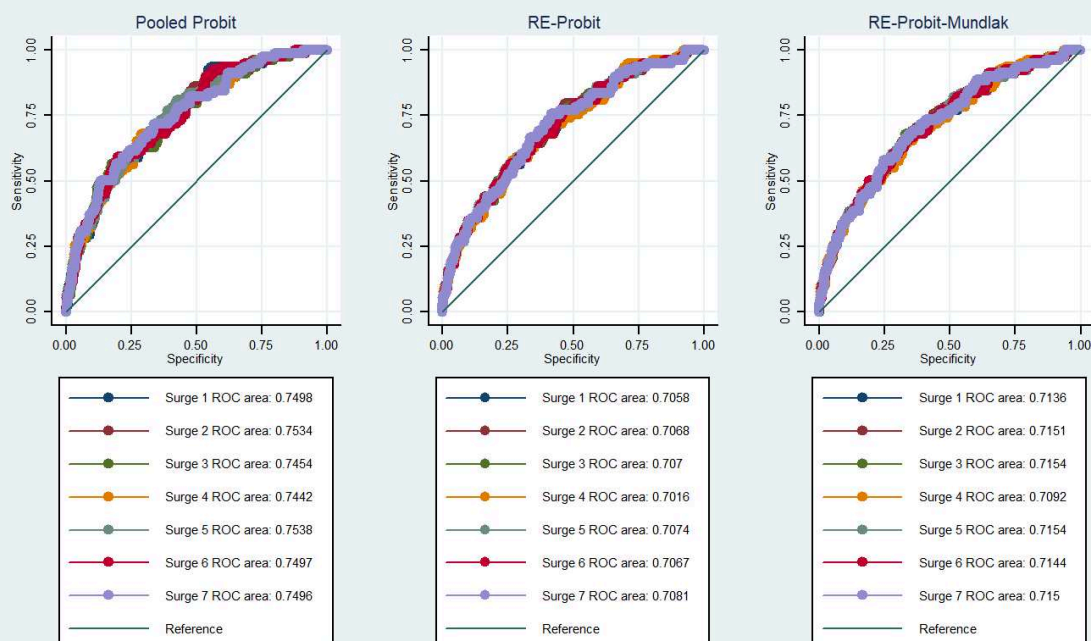 Pooled Probit
1.00
0.75
0.50
0.25
0.00
Sensitivity
0.00 0.25 0.50 0.75 1.00
Specificity
Surge 1 ROC area: 0.7498
Surge 2 ROC area: 0.7534
Surge 3 ROC area: 0.7454
Surge 4 ROC area: 0.7442
Surge 5 ROC area: 0.7538
Surge 6 ROC area: 0.7497
Surge 7 ROC area: 0.7496
Reference
RE-Probit
1.00
0.75
0.50
0.25
0.00
Sensitivity
0.00 0.25 0.50 0.75 1.00
Specificity
Surge 1 ROC area: 0.7058
Surge 2 ROC area: 0.7068
Surge 3 ROC area: 0.707
Surge 4 ROC area: 0.7016
Surge 5 ROC area: 0.7074
Surge 6 ROC area: 0.7067
Surge 7 ROC area: 0.7081
Reference
RE-Probit-Mundlak
1.00
0.75
0.50
0.25
0.00
Sensitivity
0.00 0.25 0.50 0.75 1.00
Specificity
Surge 1 ROC area: 0.7136
Surge 2 ROC area: 0.7151
Surge 3 ROC area: 0.7154
Surge 4 ROC area: 0.7092
Surge 5 ROC area: 0.7154
Surge 6 ROC area: 0.7144
Surge 7 ROC area: 0.715
Reference